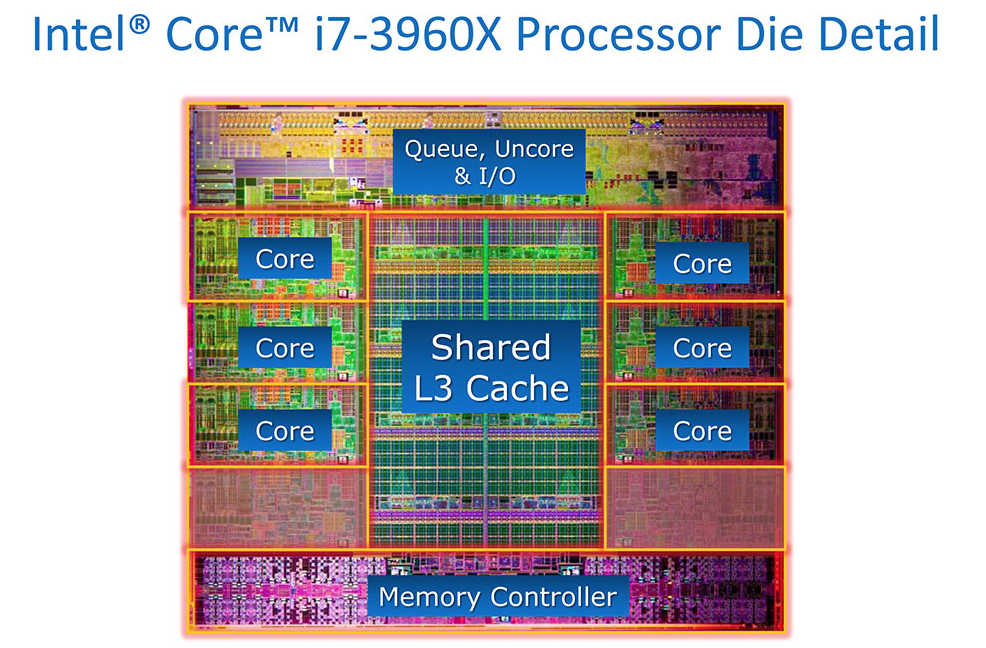 Intel® Core™ i7-3960X Processor Die Detail
Queue, Uncore
& I/O
Core
Core
Shared
L3 Cache
Core
Core
Core
Core
Memory Controller